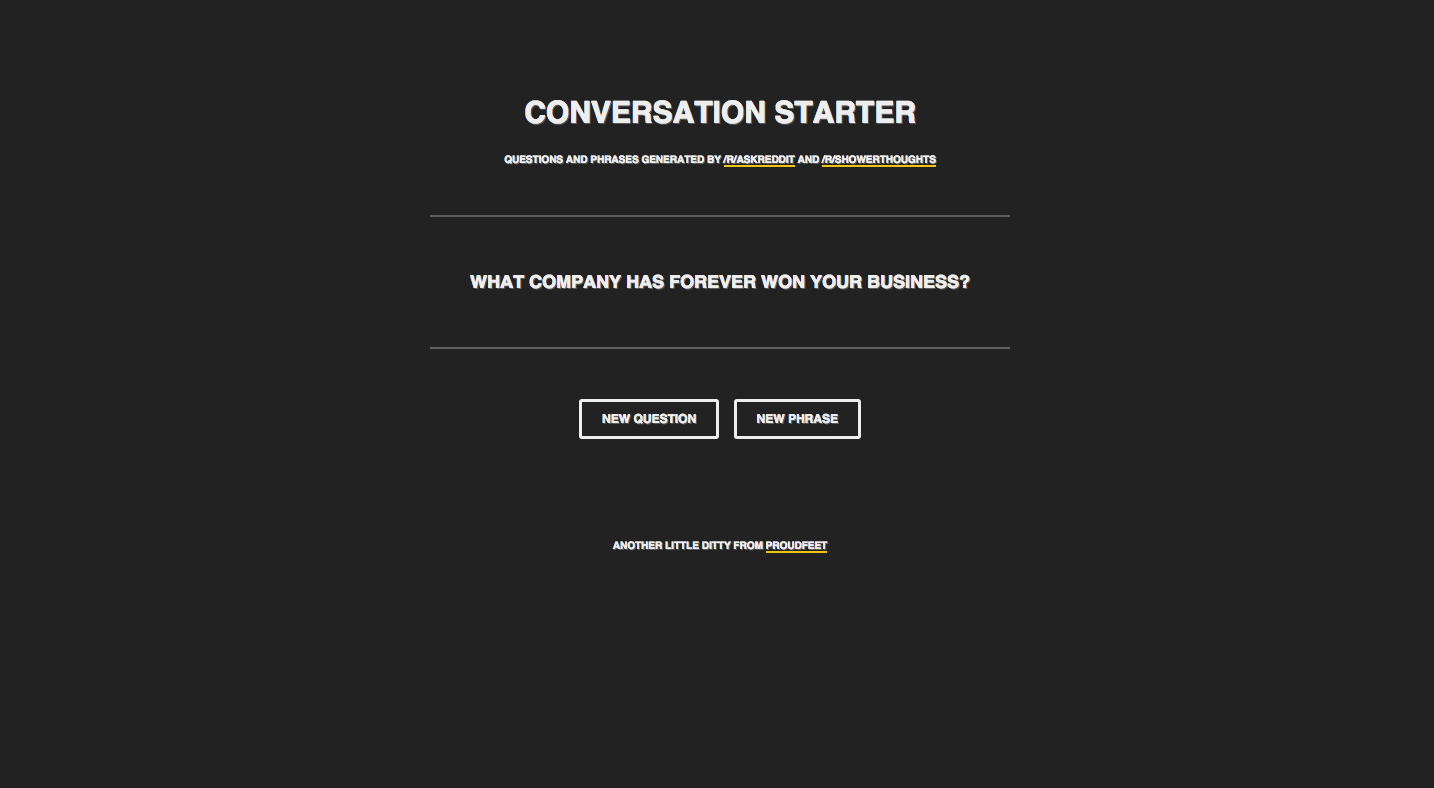 CONVERSATION STARTER
QUESTIONS AND PHRASES GENERATED BY /R/ASKREDDIT AND /R/SHOWERTHOUGHTS
WHAT COMPANY HAS FOREVER WON YOUR BUSINESS?
NEW QUESTION NEW PHRASE
ANOTHER LITTLE DITTY FROM PROUDFEET